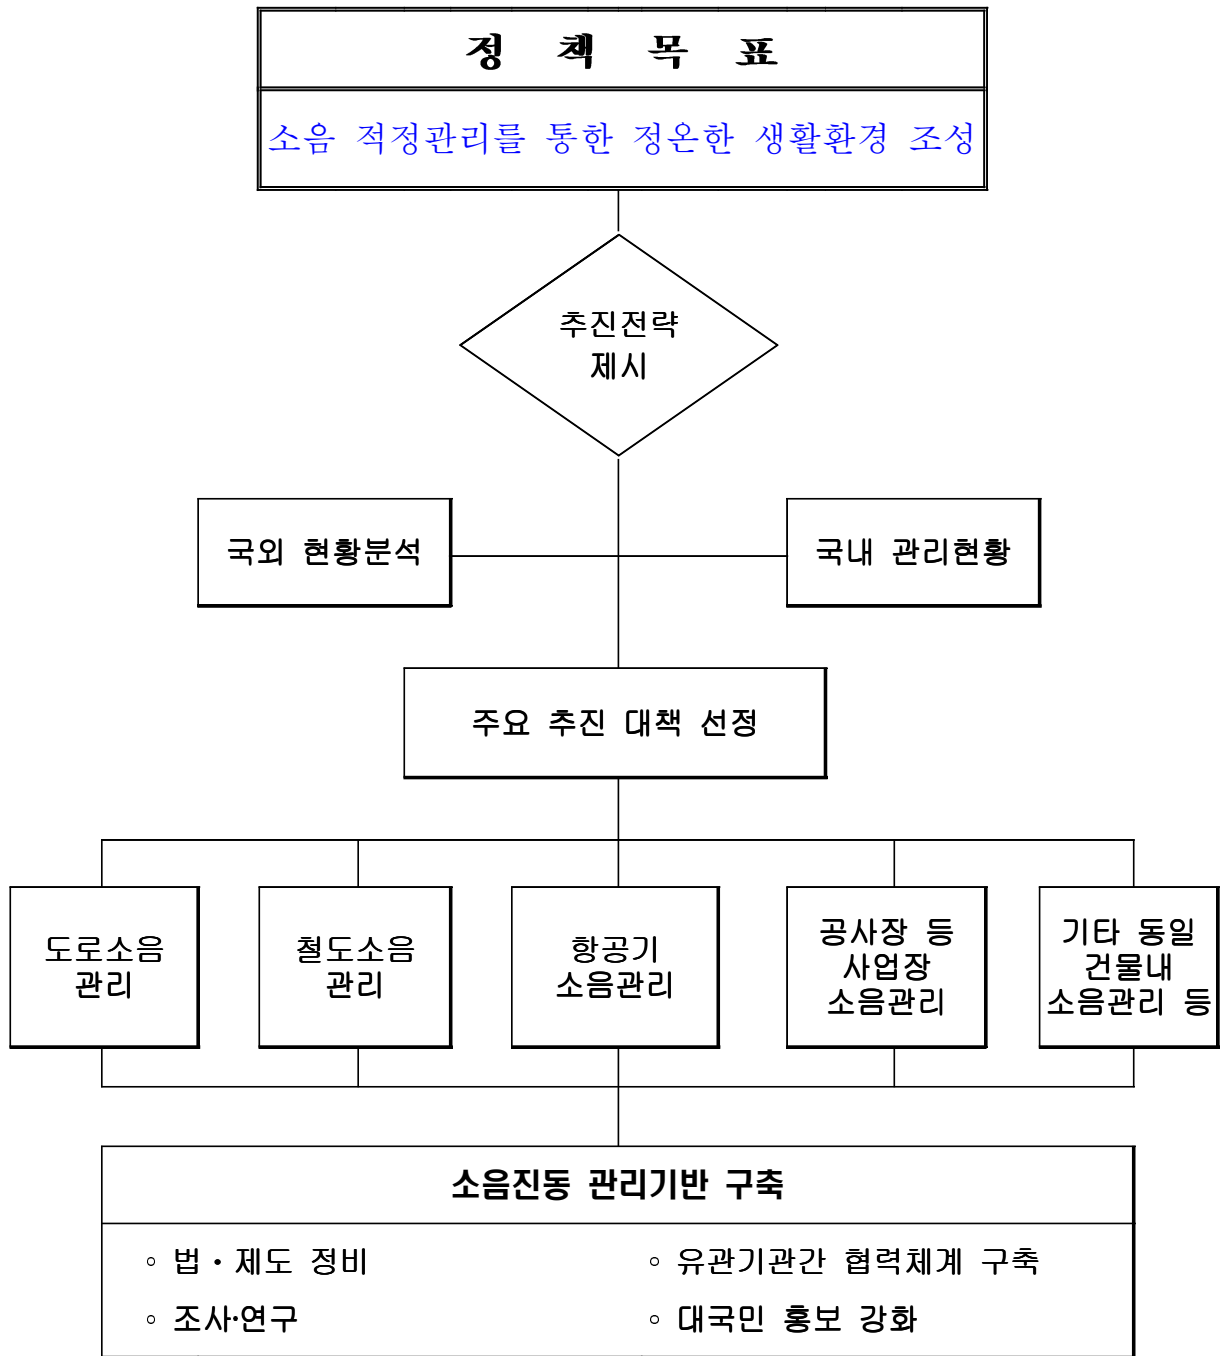 정 책 목 표
소음 적정관리를 통한 정온한 생활환경 조성
추진전략
제시
국외 현황분석
국내 관리현황
주요 추진 대책 선정
도로소음
관리
철도소음
관리
항공기
소음관리
공사장 등
사업장
소음관리
기타 동일
건물내
소음관리 등
소음진동 관리기반 구축
◦ 법·제도 정비
◦ 유관기관간 협력체계 구축
◦ 조사·연구
◦ 대국민 홍보 강화